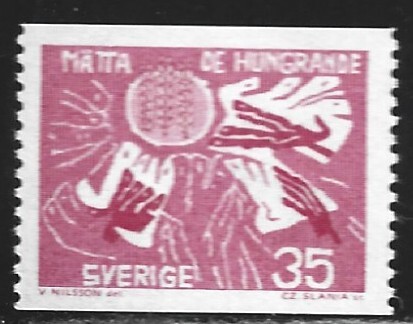 MÄTTA DE HUNGRANDE
SVERIGE 35
V. NILSSON del. CZ. SLANIA sc.